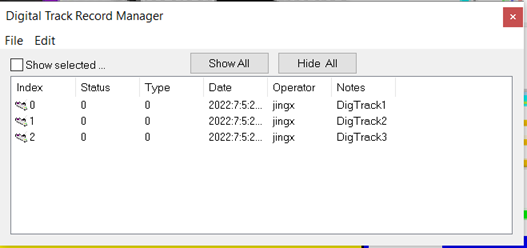 Digital Track Record Manager
File Edit
Show selected ... Show All Hide All
Index Status Type Date Operator Notes
0 0 0 2022:7:5:2... jingx DigTrack1
1 0 0 2022:7:5:2... jingx DigTrack2
2 0 0 2022:7:5:2... jingx DigTrack3